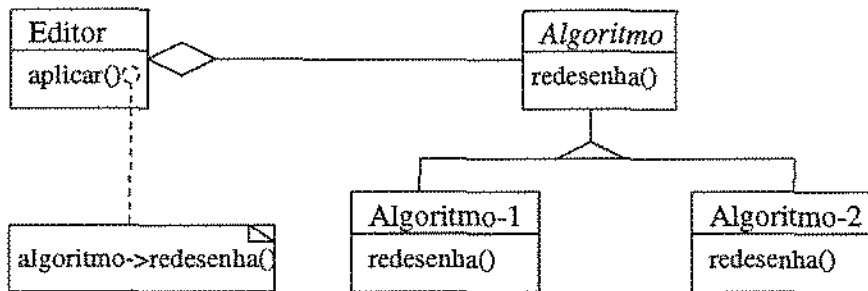 Editor
aplicar()
Algoritmo
redesenha()
algoritmo->redesenha()
Algoritmo-1
redesenha()
Algoritmo-2
redesenha()